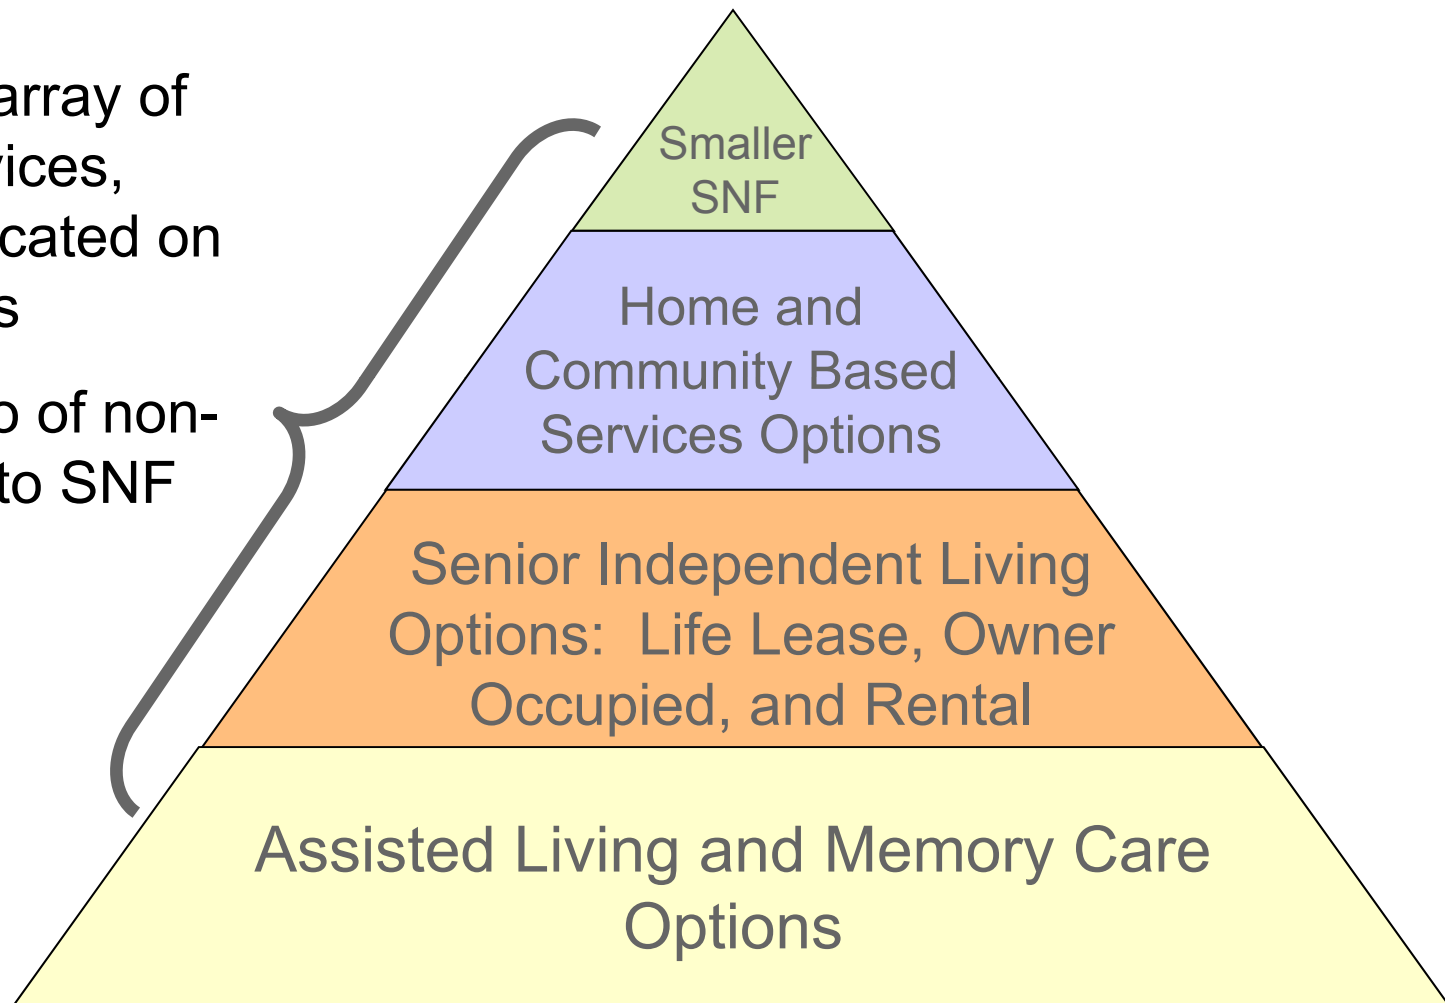 array of
vices,
cated on
s
o of non-
to SNF
Smaller
SNF
Home and
Community Based
Services Options
Senior Independent Living
Options:  Life Lease, Owner
Occupied, and Rental
Assisted Living and Memory Care
Options